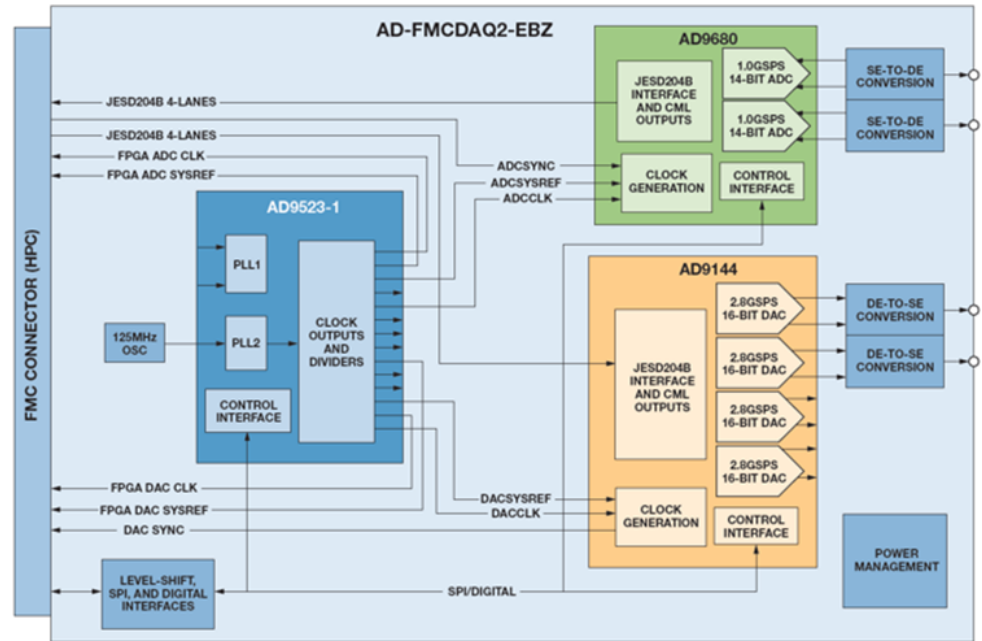 AD-FMCDAQ2-EBZ
FMC CONNECTOR (HPC)
JESD204B 4-LANES
JESD204B 4-LANES
FPGA ADC CLK
FPGA ADC SYSREF
AD9680
JESD204B
INTERFACE
AND CML
OUTPUTS
1.0GSPS
14-BIT ADC
1.0GSPS
14-BIT ADC
SE-TO-DE
CONVERSION
SE-TO-DE
CONVERSION
ADCSYNC
ADCSYSREF
ADCCLK
CLOCK
GENERATION
CONTROL
INTERFACE
AD9523-1
PLL1
PLL2
125MHz
OSC
CLOCK
OUTPUTS
AND
DIVIDERS
CONTROL
INTERFACE
AD9144
JESD204B
INTERFACE
AND CML
OUTPUTS
2.8GSPS
16-BIT DAC
2.8GSPS
16-BIT DAC
2.8GSPS
16-BIT DAC
2.8GSPS
16-BIT DAC
DE-TO-SE
CONVERSION
DE-TO-SE
CONVERSION
FPGA DAC CLK
FPGA DAC SYSREF
DAC SYNC
DACSYSREF
DACCLK
CLOCK
GENERATION
CONTROL
INTERFACE
POWER
MANAGEMENT
LEVEL-SHIFT,
SPI, AND DIGITAL
INTERFACES
SPI/DIGITAL